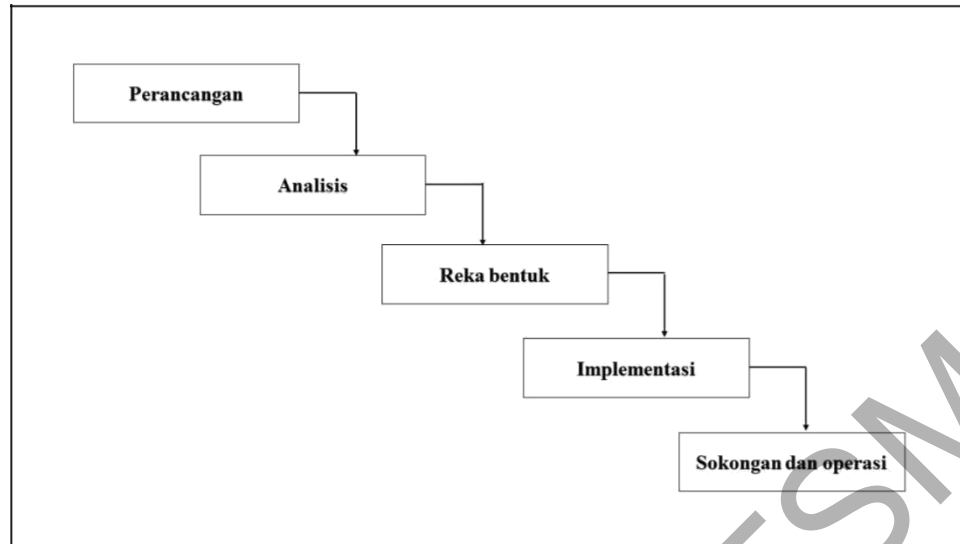 Perancangan
Analisis
Reka bentuk
Implementasi
Sokongan dan operasi